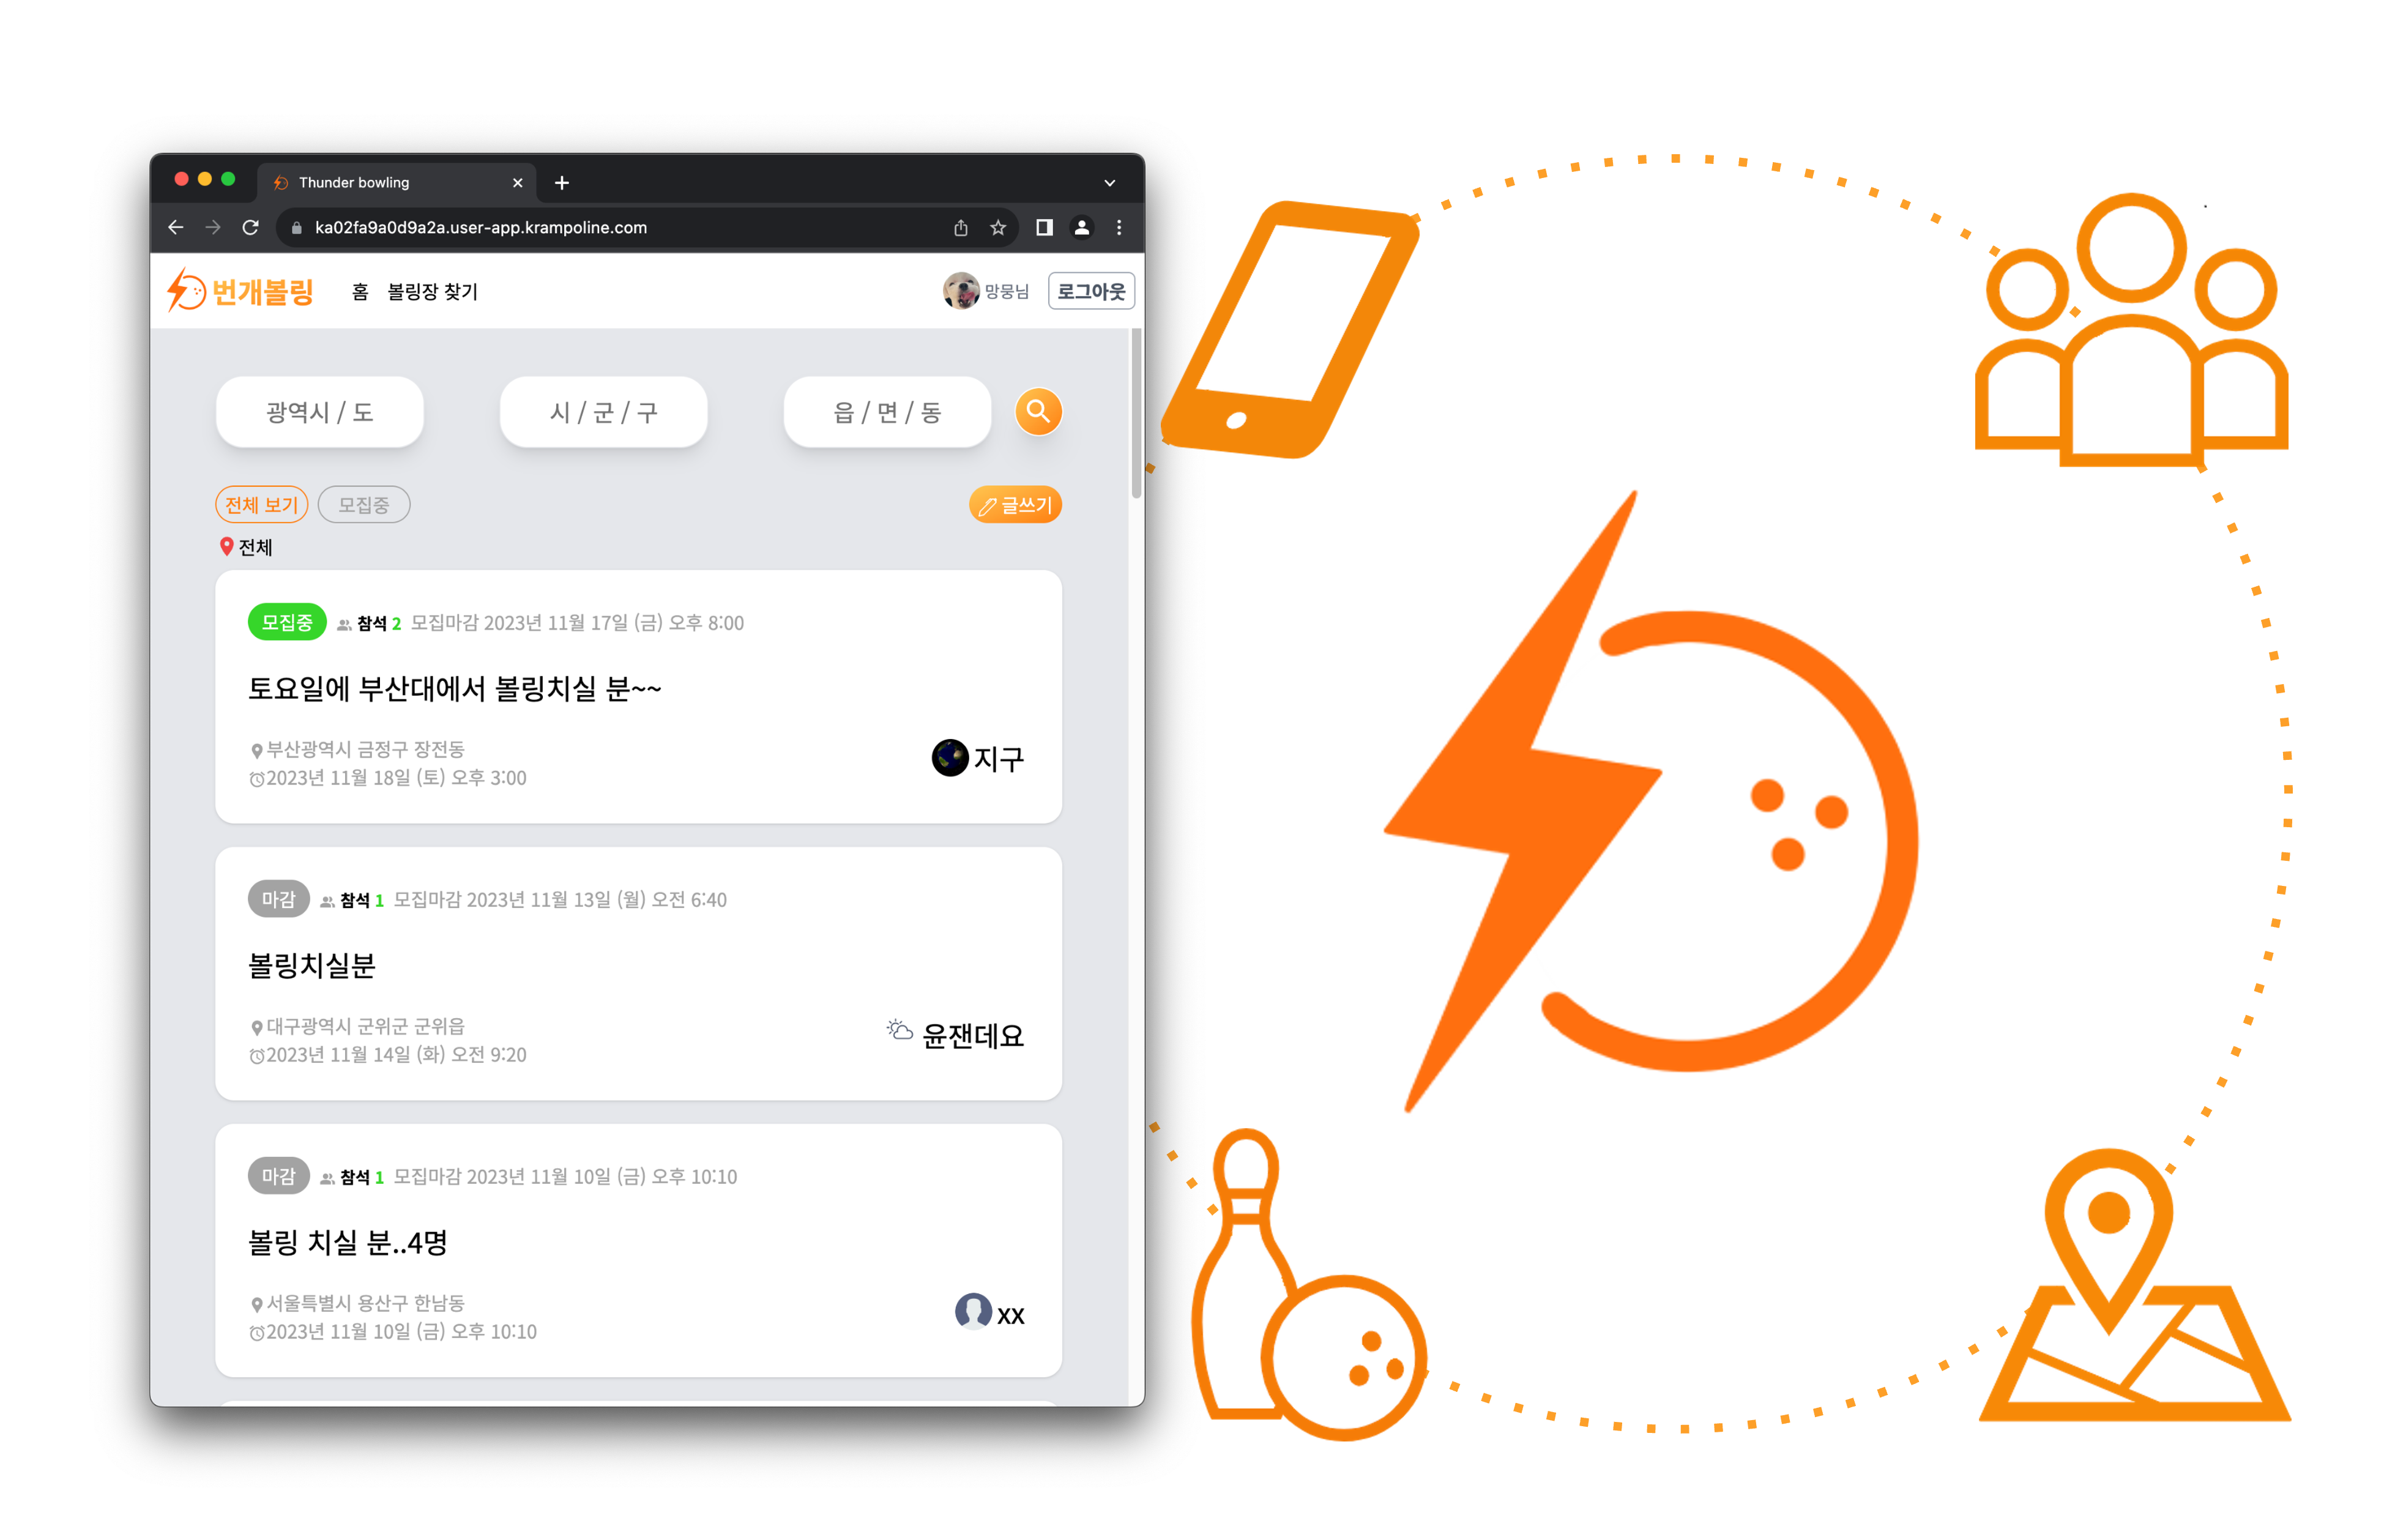 Thunder bowling
ka02fa9a0d9a2a.user-app.krampoline.com
번개볼링 홈 볼링장 찾기 망뭉님 로그아웃
광역시 / 도 시 / 군 / 구 읍 / 면 / 동
전체 보기 모집중 글쓰기
전체
모집중 참석 2 모집마감 2023년 11월 17일 (금) 오후 8:00
토요일에 부산대에서 볼링치실 분~~
부산광역시 금정구 장전동
지구
2023년 11월 18일 (토) 오후 3:00
마감 참석 1 모집마감 2023년 11월 13일 (월) 오전 6:40
볼링치실분
대구광역시 군위군 군위읍
윤잰데요
2023년 11월 14일 (화) 오전 9:20
마감 참석 1 모집마감 2023년 11월 10일 (금) 오후 10:10
볼링 치실 분..4명
서울특별시 용산구 한남동
xx
2023년 11월 10일 (금) 오후 10:10